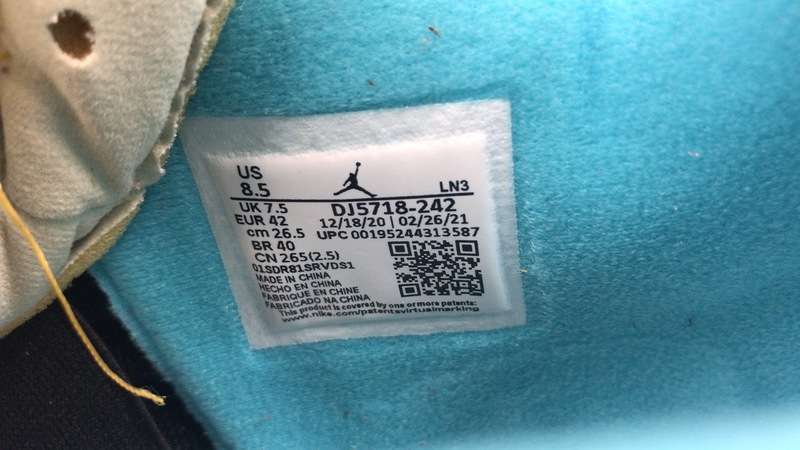 US
8.5
LN3
UK 7.5
DJ5718-242
EUR 42
12/18/20 | 02/26/21
cm 26.5
UPC 00195244313587
BR 40
CN 265(2.5)
01SDR81SRVDS1
MADE IN CHINA
HECHO EN CHINA
FABRIQUE EN CHINE
FABRICADO NA CHINA
This product is covered by one or more patents:
www.nike.com/patentsvirtualmarking